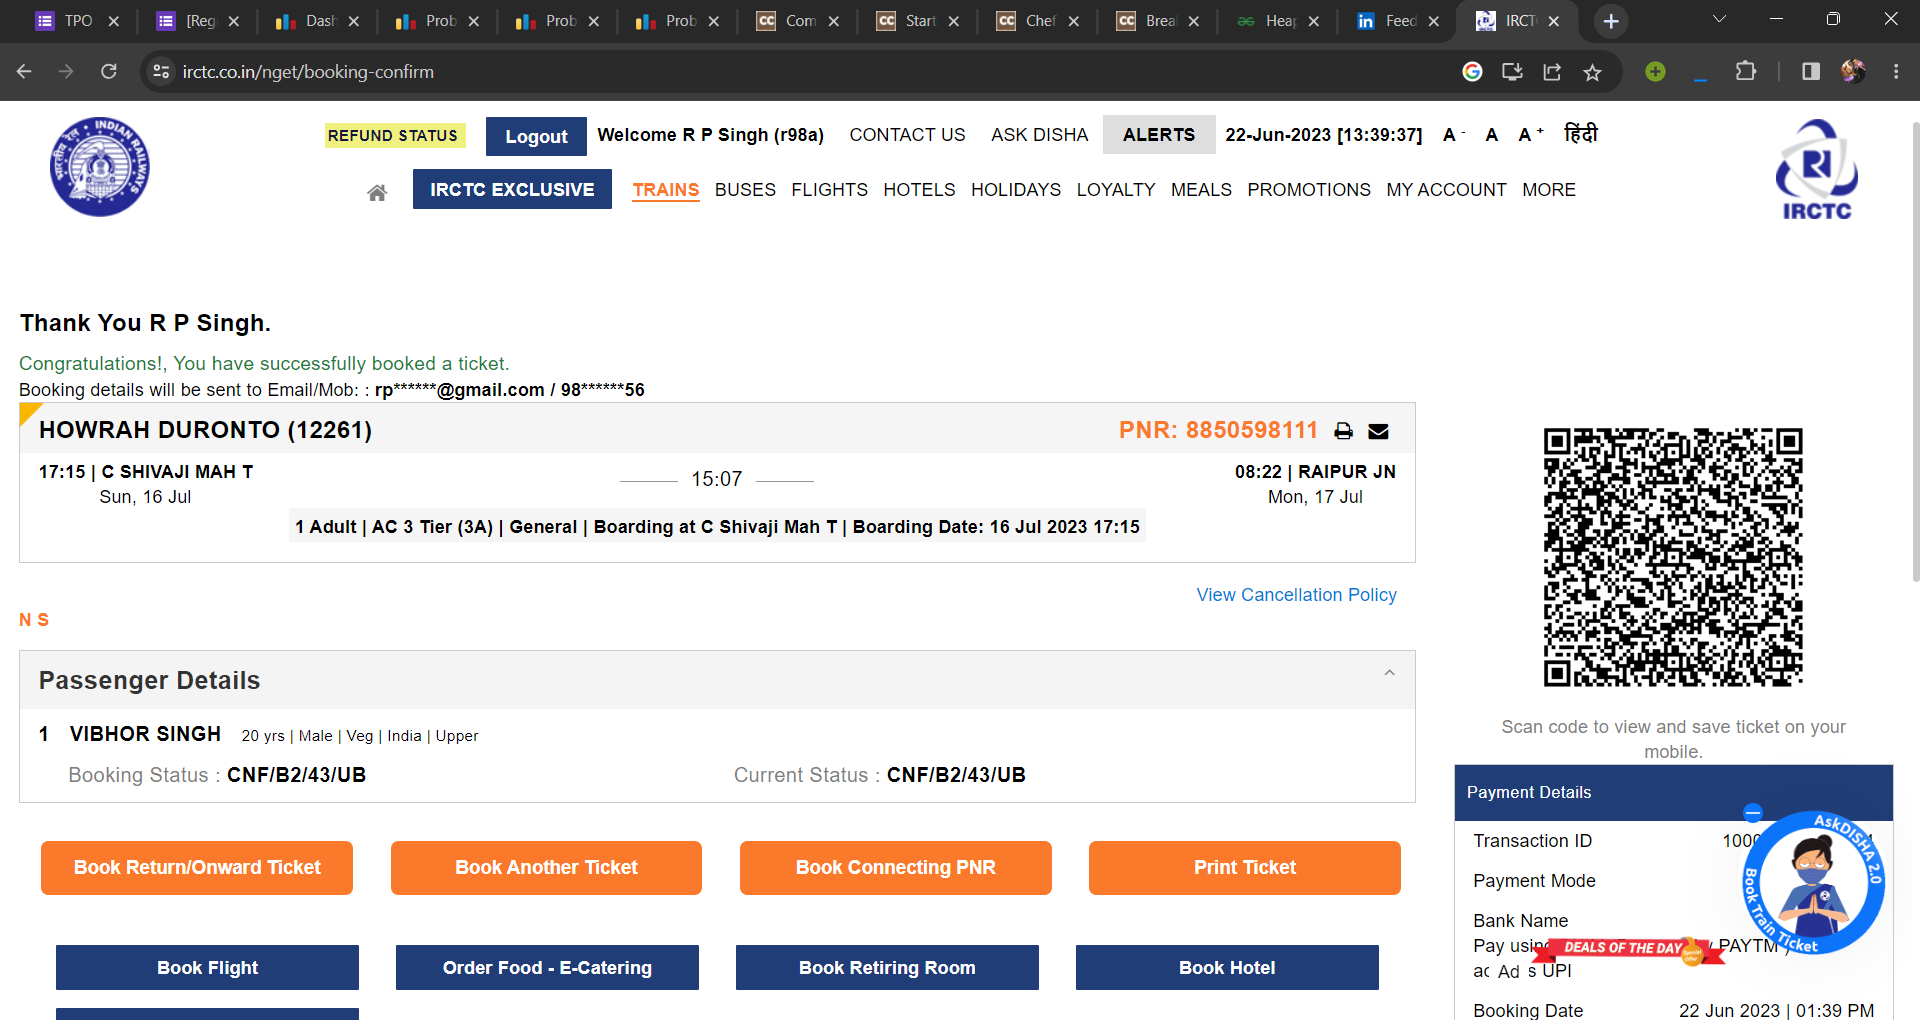 TPO
[Reg
Dash
Prob
Prob
Prob
Com
Start
Chef
Brea
Heap
Feed
IRCT
irctc.co.in/nget/booking-confirm
REFUND STATUS
Logout
Welcome R P Singh (r98a)
CONTACT US
ASK DISHA
ALERTS
22-Jun-2023 [13:39:37]
A -
A
A +
हिंदी
IRCTC EXCLUSIVE
TRAINS
BUSES
FLIGHTS
HOTELS
HOLIDAYS
LOYALTY
MEALS
PROMOTIONS
MY ACCOUNT
MORE
INDIAN RAILWAYS
भारतीय रेल
IRCTC
Thank You R P Singh.
Congratulations!, You have successfully booked a ticket.
Booking details will be sent to Email/Mob: : rp******@gmail.com / 98******56
HOWRAH DURONTO (12261)
PNR: 8850598111
17:15 | C SHIVAJI MAH T
15:07
08:22 | RAIPUR JN
Sun, 16 Jul
Mon, 17 Jul
1 Adult | AC 3 Tier (3A) | General | Boarding at C Shivaji Mah T | Boarding Date: 16 Jul 2023 17:15
View Cancellation Policy
N S
Passenger Details
1 VIBHOR SINGH 20 yrs | Male | Veg | India | Upper
Booking Status : CNF/B2/43/UB
Current Status : CNF/B2/43/UB
Book Return/Onward Ticket
Book Another Ticket
Book Connecting PNR
Print Ticket
Book Flight
Order Food - E-Catering
Book Retiring Room
Book Hotel
Scan code to view and save ticket on your
mobile.
Payment Details
Transaction ID 1000
Payment Mode
Bank Name
Pay using
PAYTM
Ad
s UPI
Booking Date 22 Jun 2023 | 01:39 PM
AskDISHA 2.0
Book Train Ticket
DEALS OF THE DAY
Special
Offer